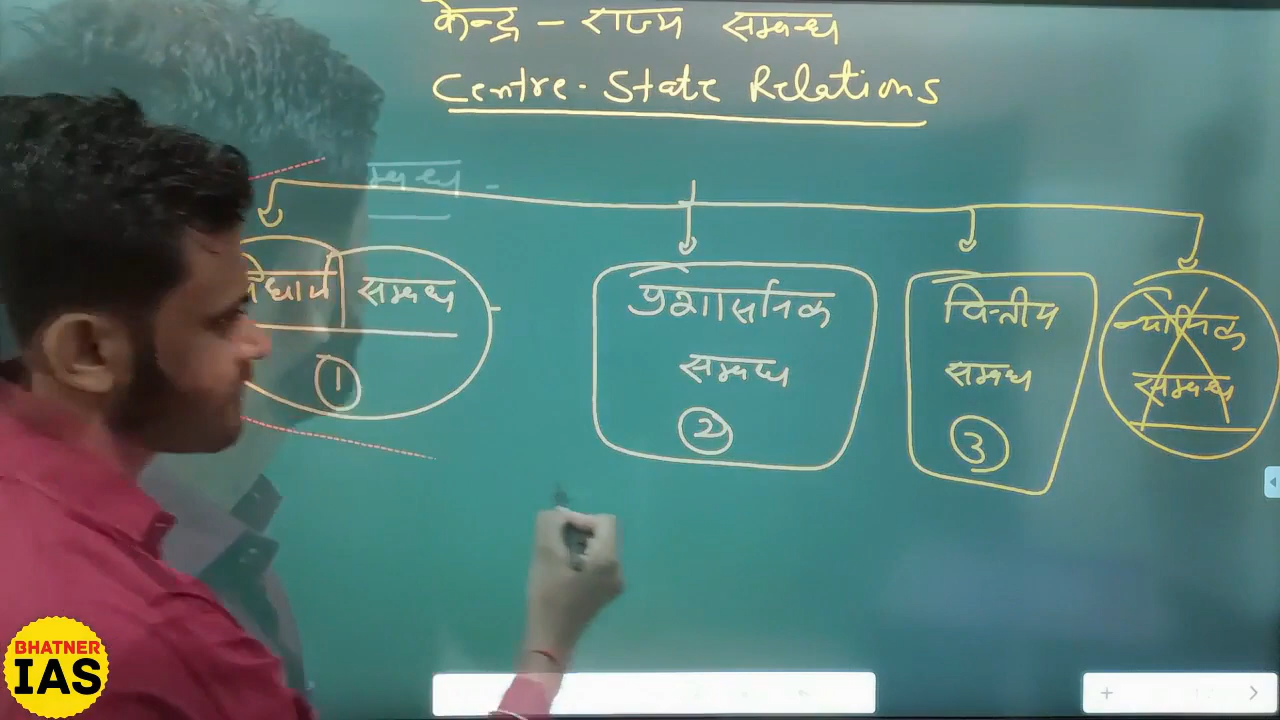 केन्द्र - राज्य सम्बन्ध
Centre-State Relations
सम्बन्ध
1
प्रशासनिक
सम्बन्ध
2
वित्तीय
सम्बन्ध
3
न्यायिक
सम्बन्ध
BHATNER
IAS